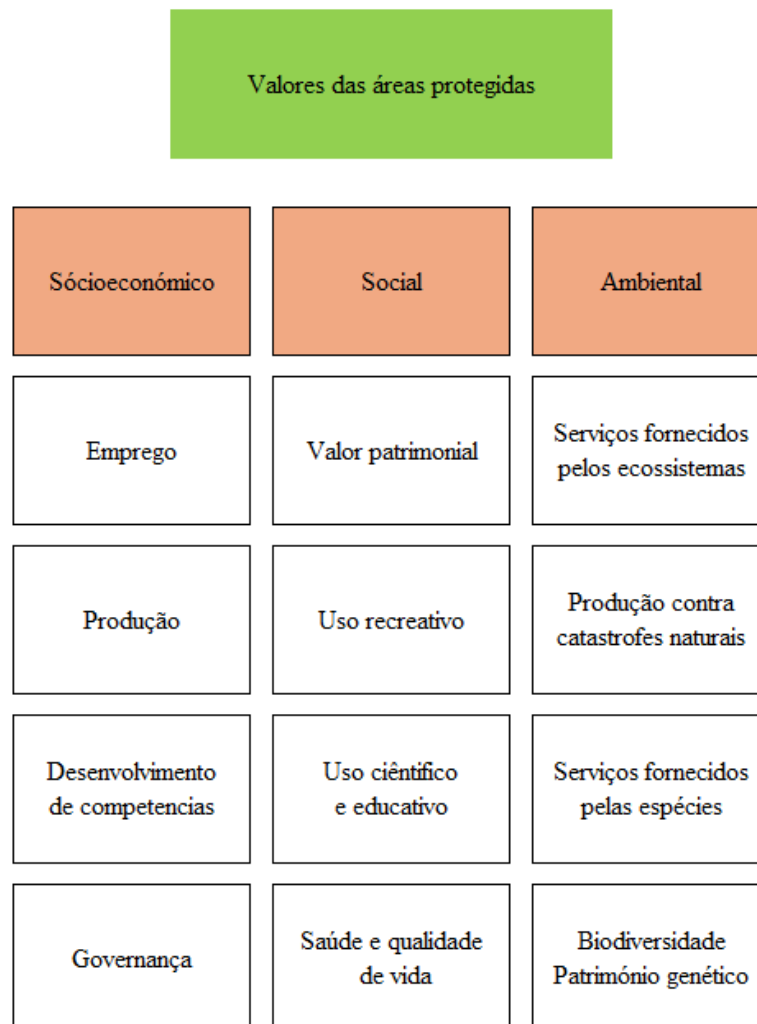 Valores das áreas protegidas
Sócioeconómico
Social
Ambiental
Emprego
Valor patrimonial
Serviços fornecidos
pelos ecossistemas
Produção
Uso recreativo
Produção contra
catastrofes naturais
Desenvolvimento
de competencias
Uso ciêntifico
e educativo
Serviços fornecidos
pelas espécies
Governança
Saúde e qualidade
de vida
Biodiversidade
Património genético